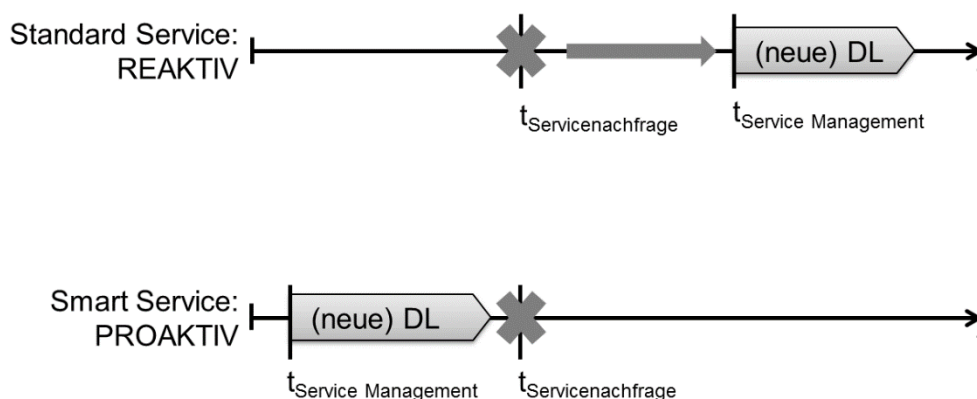 Standard Service:
REAKTIV
(neue) DL
tServicenachfrage
tService Management
Smart Service:
PROAKTIV
(neue) DL
tService Management
tServicenachfrage